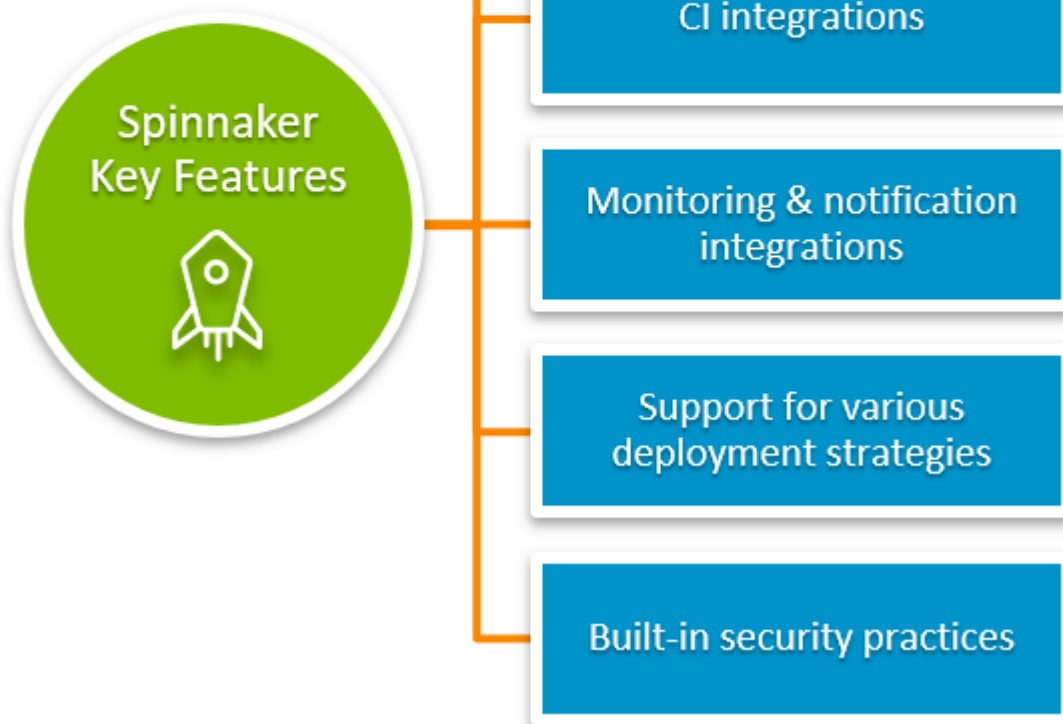 Spinnaker
Key Features
CI integrations
Monitoring & notification
integrations
Support for various
deployment strategies
Built-in security practices